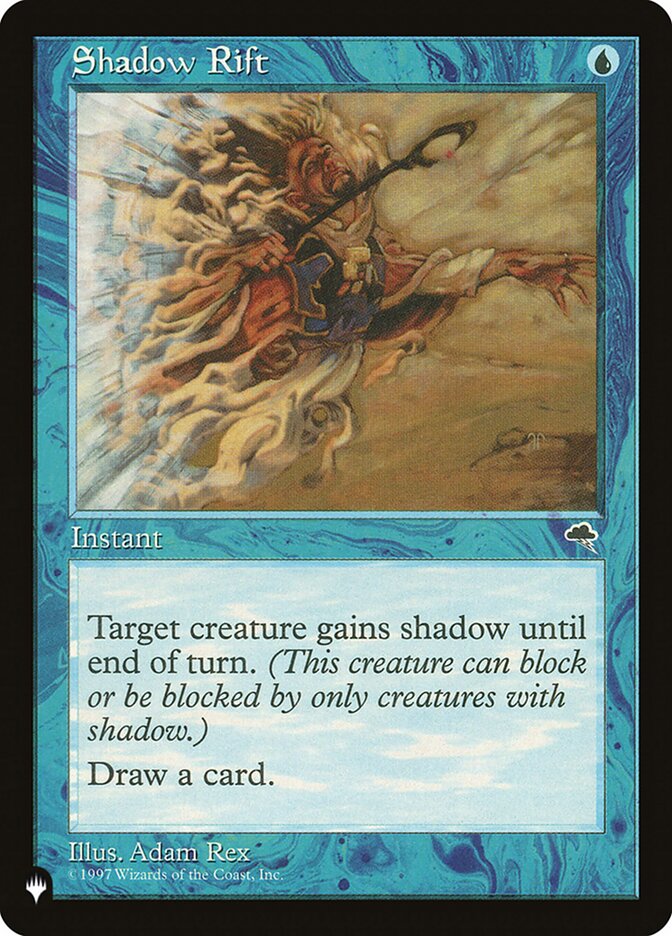 Shadow Rift
Instant
Target creature gains shadow until
end of turn. (This creature can block
or be blocked by only creatures with
shadow.)
Draw a card.
Illus. Adam Rex
©1997 Wizards of the Coast, Inc.